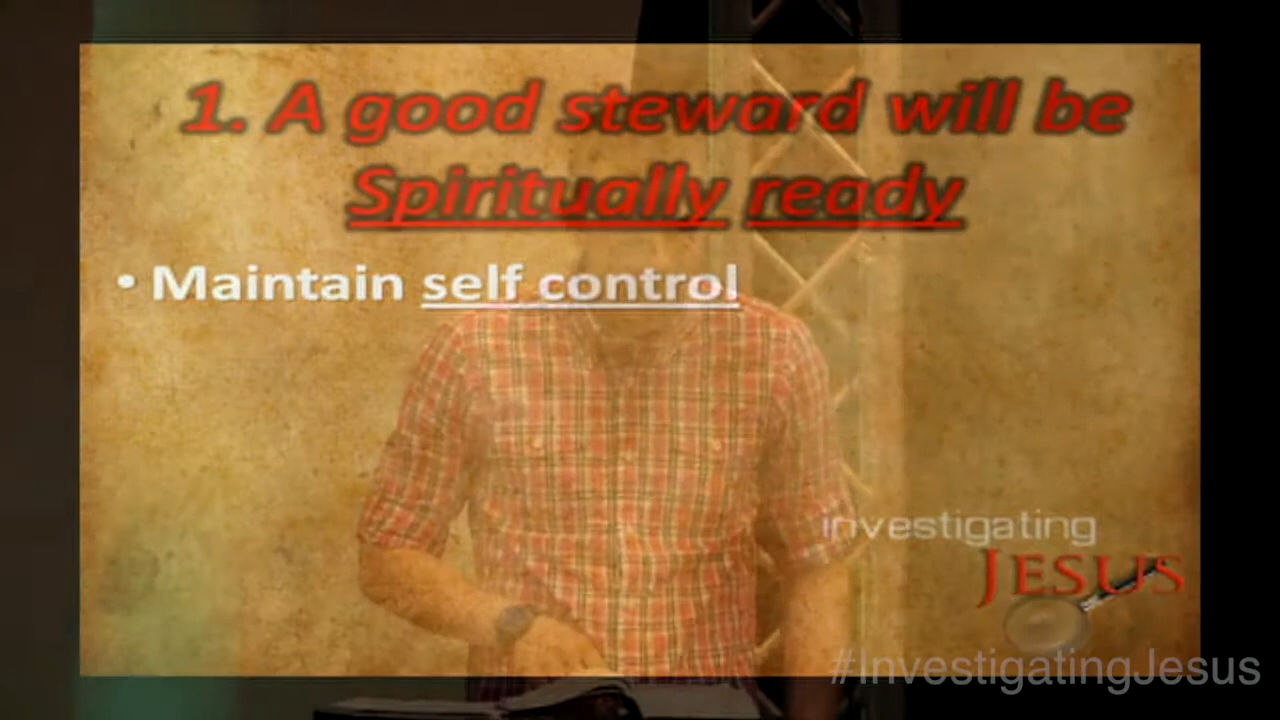 1. A good steward will be
Spiritually ready
• Maintain self control
investigating
JESUS
#InvestigatingJesus